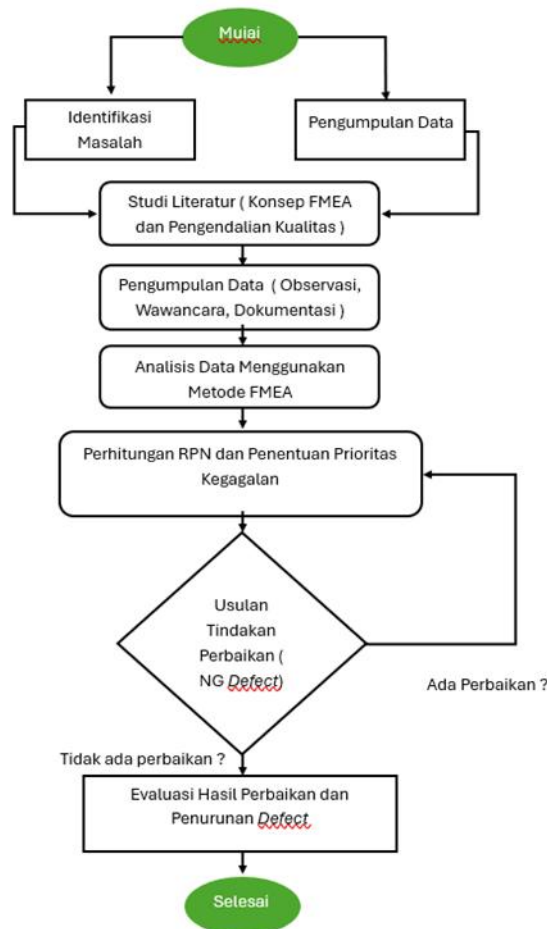 Mulai
Identifikasi
Masalah
Pengumpulan Data
Studi Literatur ( Konsep FMEA
dan Pengendalian Kualitas )
Pengumpulan Data ( Observasi,
Wawancara, Dokumentasi )
Analisis Data Menggunakan
Metode FMEA
Perhitungan RPN dan Penentuan Prioritas
Kegagalan
Usulan
Tindakan
Perbaikan (
NG Defect)
Ada Perbaikan ?
Tidak ada perbaikan ?
Evaluasi Hasil Perbaikan dan
Penurunan Defect
Selesai